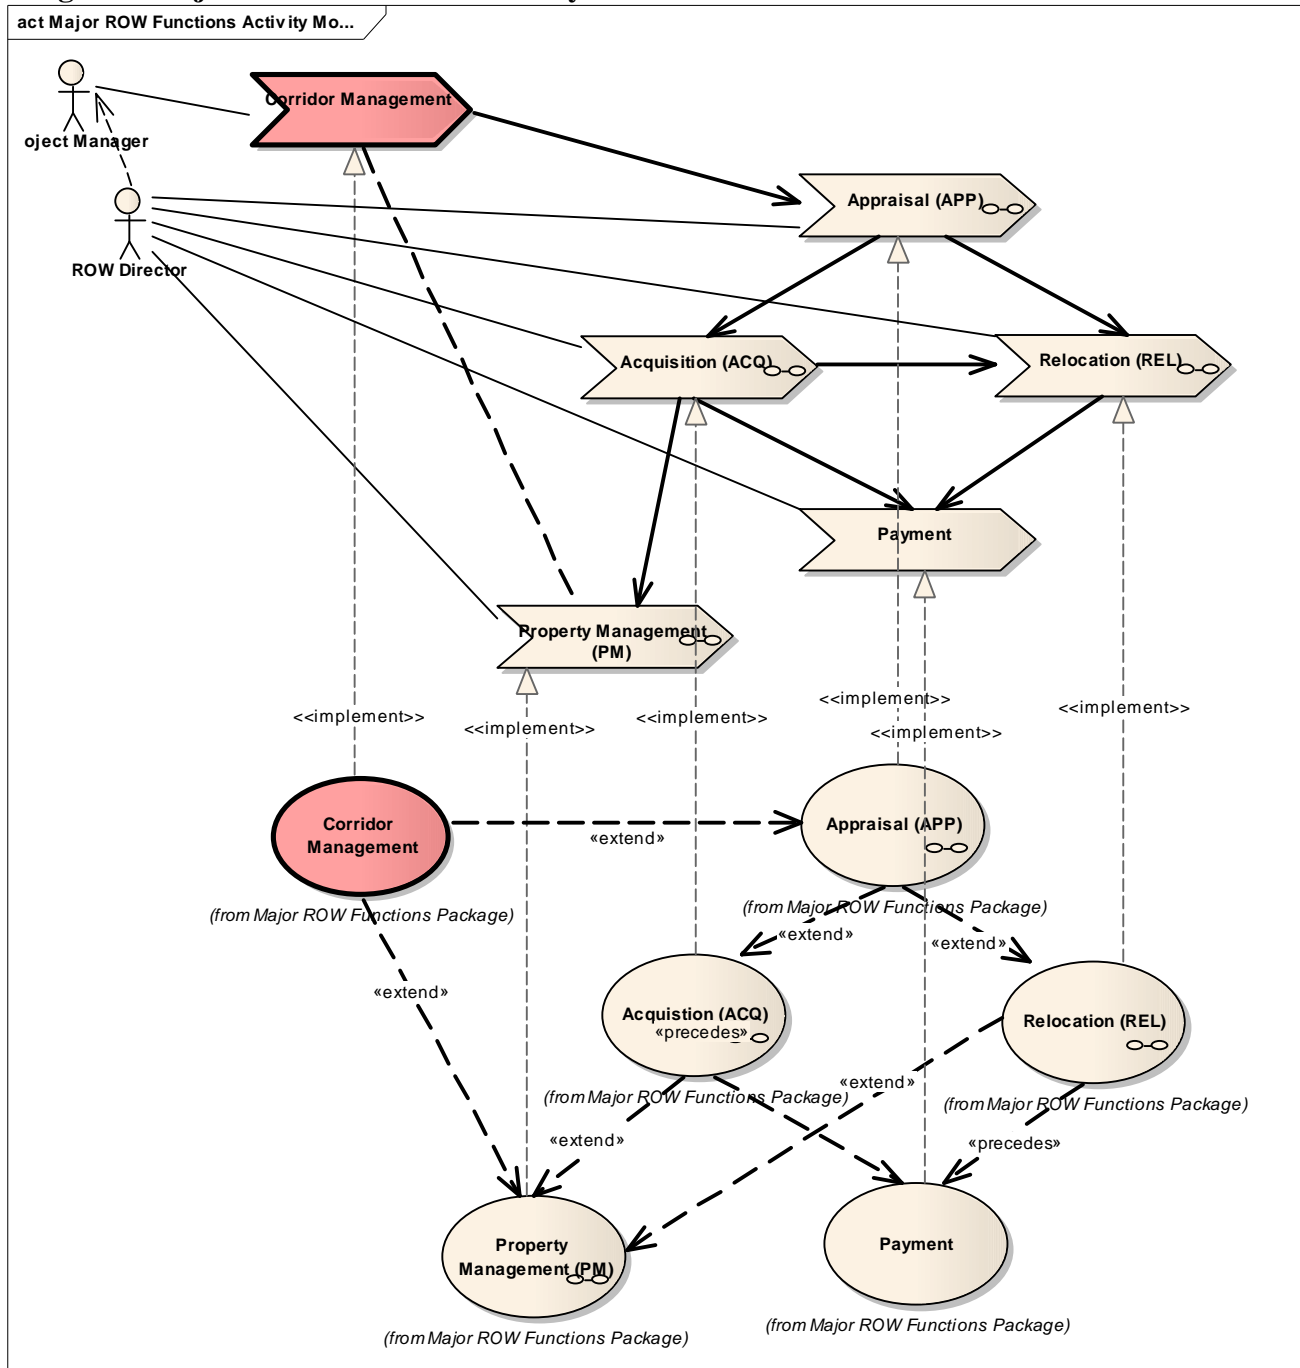 act Major ROW Functions Activity Mo...
Corridor Management
oject Manager
Appraisal (APP)
ROW Director
Acquisition (ACQ)
Relocation (REL)
Payment
Property Management
(PM)
<<implement>>
<<implement>>
<<implement>>
<<implement>>
<<implement>>
<<implement>>
Corridor
Management
«extend»
Appraisal (APP)
(from Major ROW Functions Package)
(from Major ROW Functions Package)
«extend»
«extend»
«extend»
Acquistion (ACQ)
«precedes»
Relocation (REL)
«extend»
(from Major ROW Functions Package)
(from Major ROW Functions Package)
«extend»
«precedes»
Property
Management (PM)
Payment
(from Major ROW Functions Package)
(from Major ROW Functions Package)